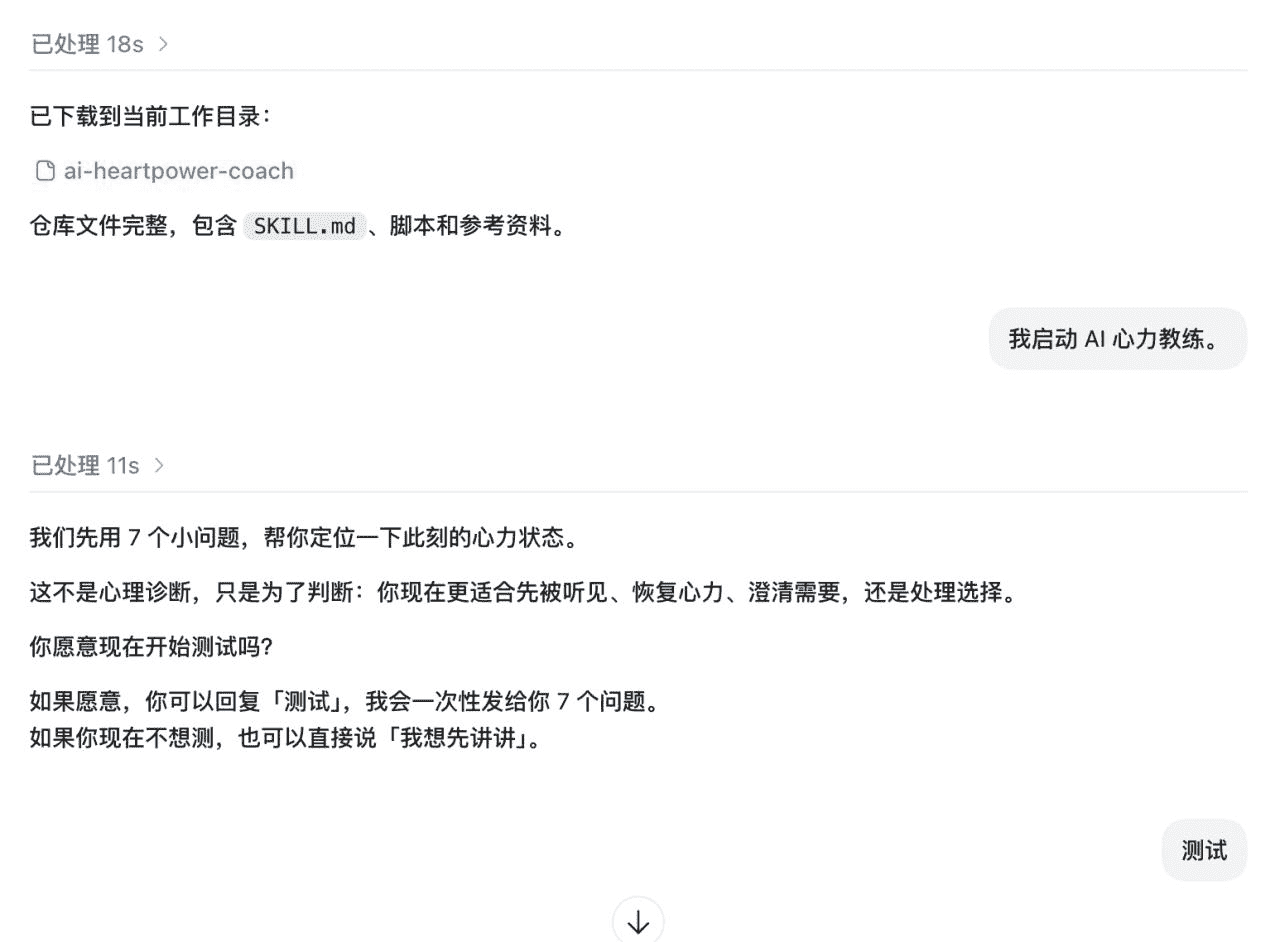 已处理 18s
已下载到当前工作目录：
ai-heartpower-coach
仓库文件完整，包含 SKILL.md 、脚本和参考资料。
我启动 AI 心力教练。
已处理 11s
我们先用 7 个小问题，帮你定位一下此刻的心力状态。
这不是心理诊断，只是为了判断：你现在更适合先被听见、恢复心力、澄清需要，还是处理选择。
你愿意现在开始测试吗?
如果愿意，你可以回复「测试」，我会一次性发给你 7 个问题。
如果你现在不想测，也可以直接说「我想先讲讲」。
测试